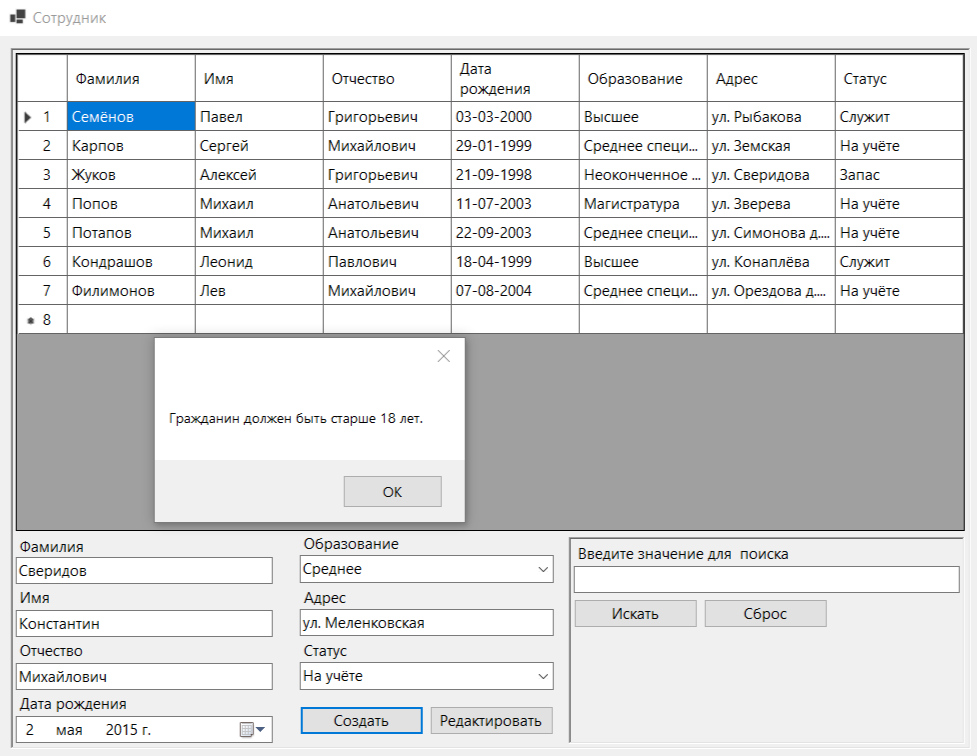 Сотрудник
Фамилия Имя Отчество Дата рождения Образование Адрес Статус
1 Семёнов Павел Григорьевич 03-03-2000 Высшее ул. Рыбакова Служит
2 Карпов Сергей Михайлович 29-01-1999 Среднее специ... ул. Земская На учёте
3 Жуков Алексей Григорьевич 21-09-1998 Неоконченное ... ул. Сверидова Запас
4 Попов Михаил Анатольевич 11-07-2003 Магистратура ул. Зверева На учёте
5 Потапов Михаил Анатольевич 22-09-2003 Среднее специ... ул. Симонова д.... На учёте
6 Кондрашов Леонид Павлович 18-04-1999 Высшее ул. Конаплёва Служит
7 Филимонов Лев Михайлович 07-08-2004 Среднее специ... ул. Орездова д.... На учёте
8
Гражданин должен быть старше 18 лет.
ОК
Фамилия
Сверидов
Имя
Константин
Отчество
Михайлович
Дата рождения
2 мая 2015 г.
Образование
Среднее
Адрес
ул. Меленковская
Статус
На учёте
Создать Редактировать
Введите значение для поиска
Искать Сброс